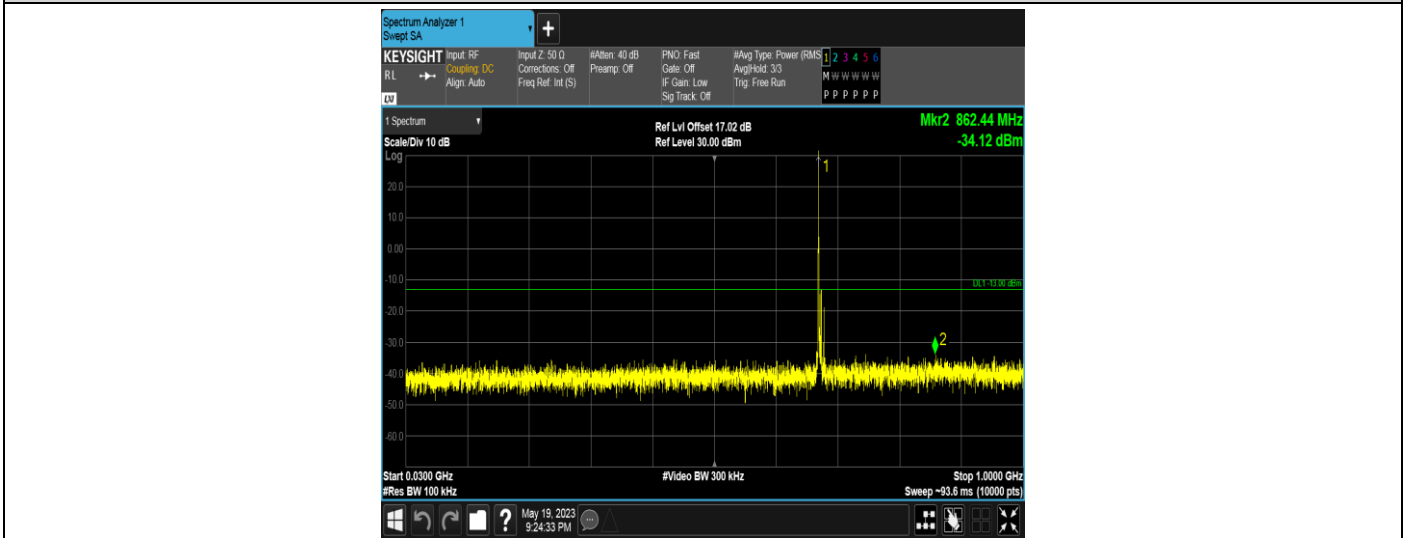 Spectrum Analyzer 1
Swept SA
+
KEYSIGHT
RL
LXI
Input: RF
Coupling: DC
Align: Auto
Input Z: 50 Ω
Corrections: Off
Freq Ref: Int (S)
#Atten: 40 dB
Preamp: Off
PNO: Fast
Gate: Off
IF Gain: Low
Sig Track: Off
#Avg Type: Power (RMS
Avg|Hold: 3/3
Trig: Free Run
1 2 3 4 5 6
M W W W W W
P P P P P P
1 Spectrum
Scale/Div 10 dB
Ref Lvl Offset 17.02 dB
Ref Level 30.00 dBm
Mkr2 862.44 MHz
-34.12 dBm
Log
1
20.0
10.0
0.00
-10.0
DL1 -13.00 dBm
-20.0
-30.0
2
-40.0
-50.0
-60.0
Start 0.0300 GHz
#Res BW 100 kHz
#Video BW 300 kHz
Stop 1.0000 GHz
Sweep ~93.6 ms (10000 pts)
?
May 19, 2023
9:24:33 PM